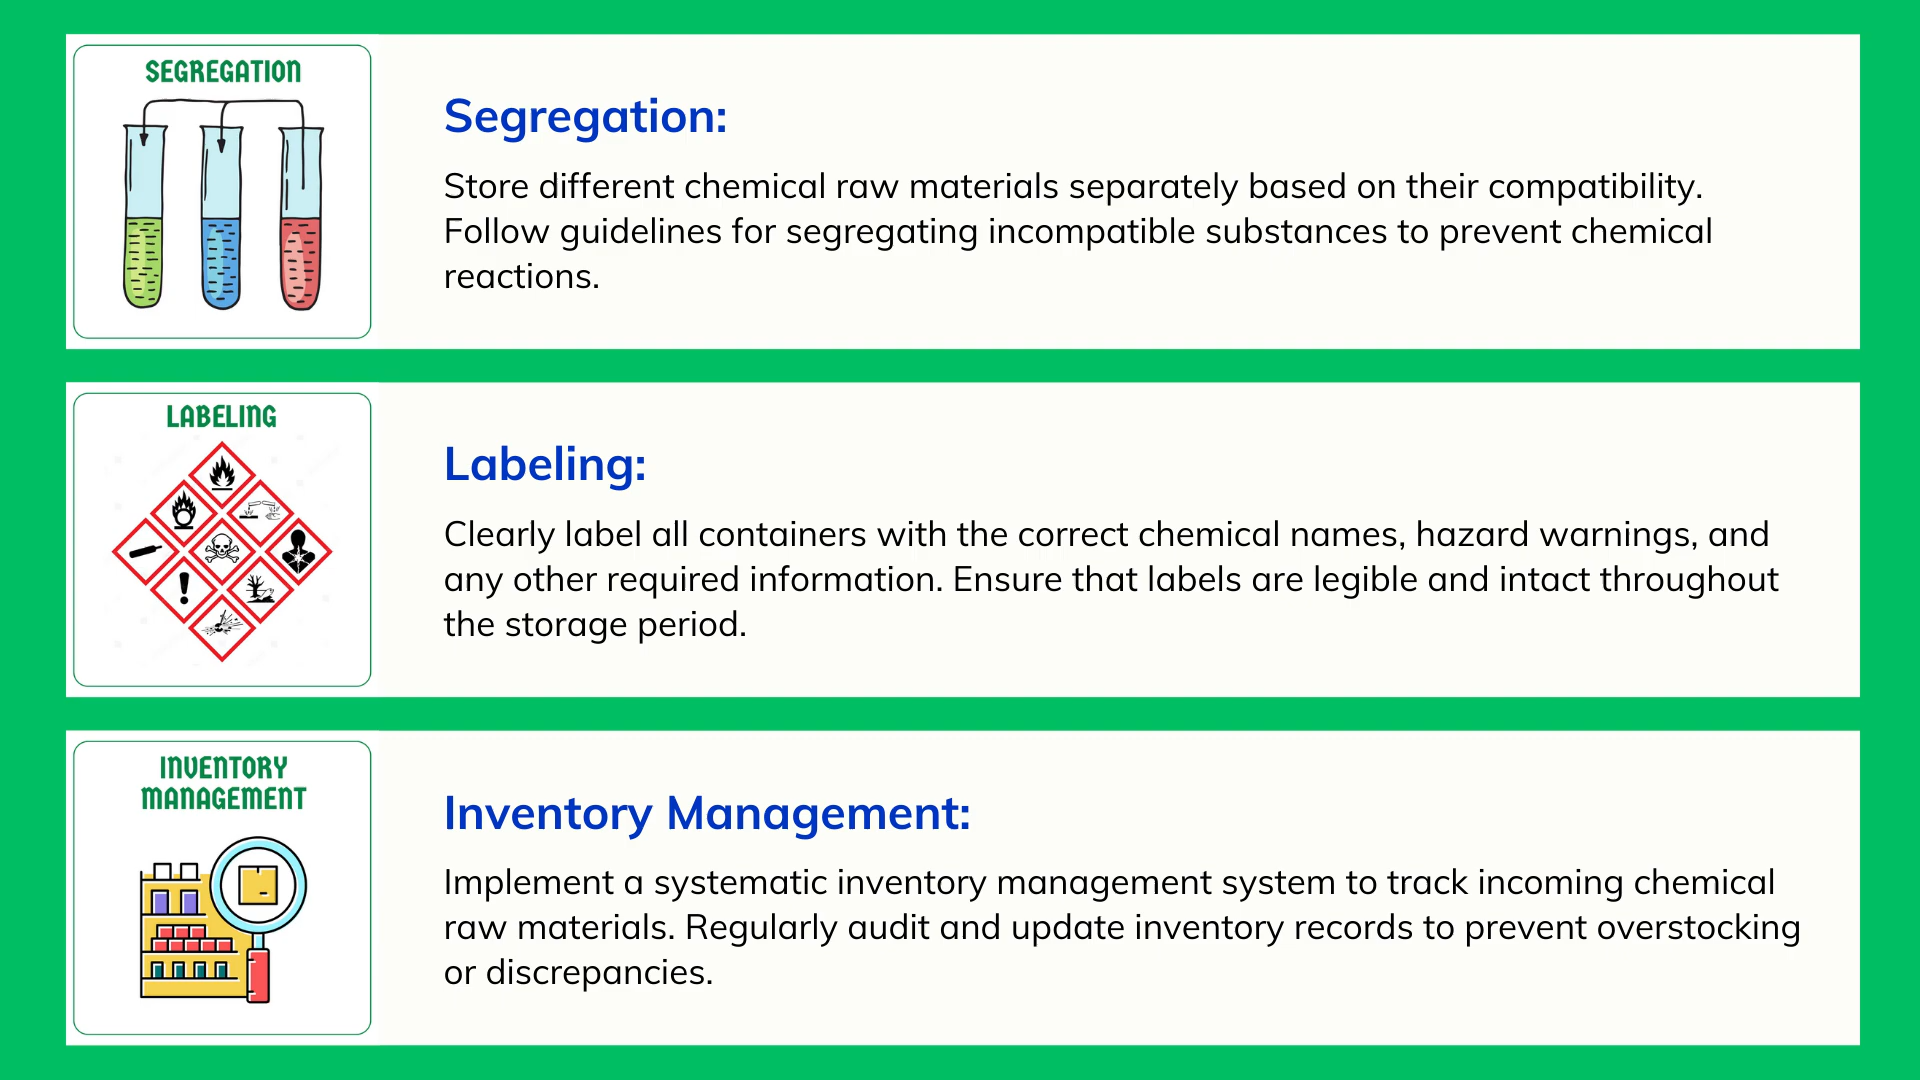 SEGREGATION
Segregation:
Store different chemical raw materials separately based on their compatibility.
Follow guidelines for segregating incompatible substances to prevent chemical
reactions.
LABELING
Labeling:
Clearly label all containers with the correct chemical names, hazard warnings, and
any other required information. Ensure that labels are legible and intact throughout
the storage period.
INVENTORY
MANAGEMENT
Inventory Management:
Implement a systematic inventory management system to track incoming chemical
raw materials. Regularly audit and update inventory records to prevent overstocking
or discrepancies.